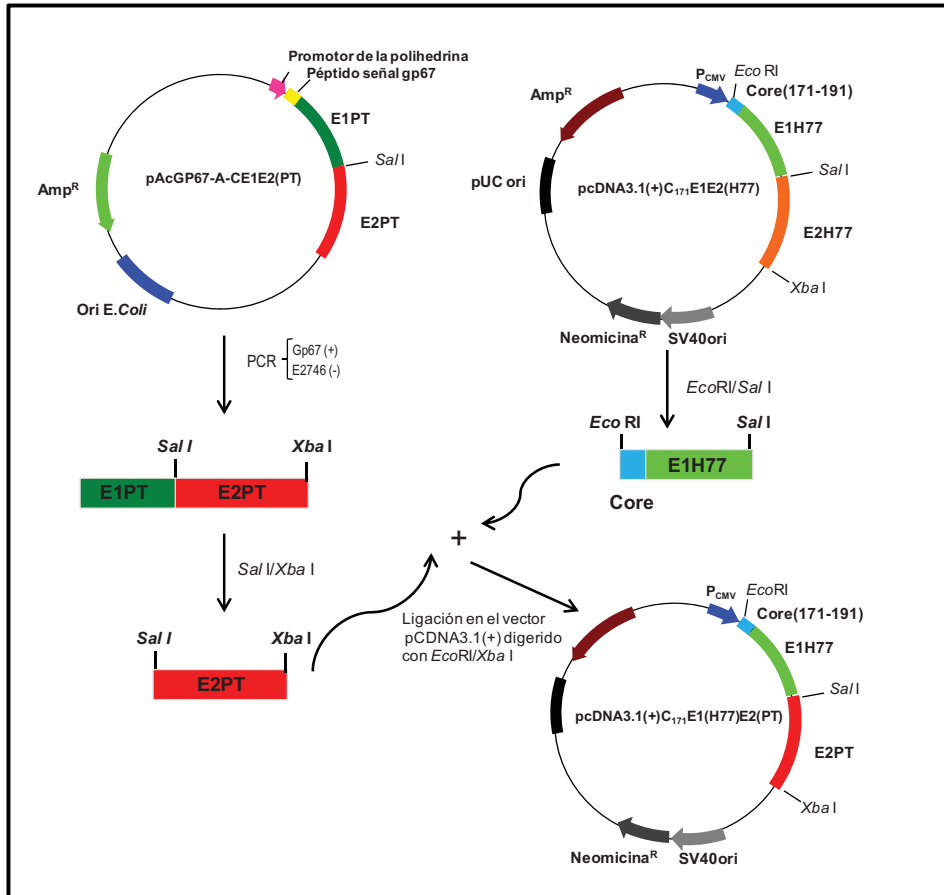 Promotor de la polihedrina
Péptido señal gp67
E1PT
Sal I
E2PT
Amp^R
Ori E.Coli
pAcGP67-A-CE1E2(PT)
P_CMV
Eco RI
Core(171-191)
E1H77
Sal I
E2H77
Xba I
Amp^R
pUC ori
pcDNA3.1(+)C₁₇₁E1E2(H77)
Neomicina^R
SV40ori
PCR
Gp67 (+)
E2746 (-)
EcoRI/Sal I
Sal I
Xba I
E1PT
E2PT
Eco RI
Sal I
E1H77
Core
Sal I/Xba I
+
Sal I
Xba I
E2PT
Ligación en el vector
pCDNA3.1(+) digerido
con EcoRI/Xba I
P_CMV
EcoRI
Core(171-191)
E1H77
Sal I
E2PT
Xba I
pcDNA3.1(+)C₁₇₁E1(H77)E2(PT)
Neomicina^R
SV40ori